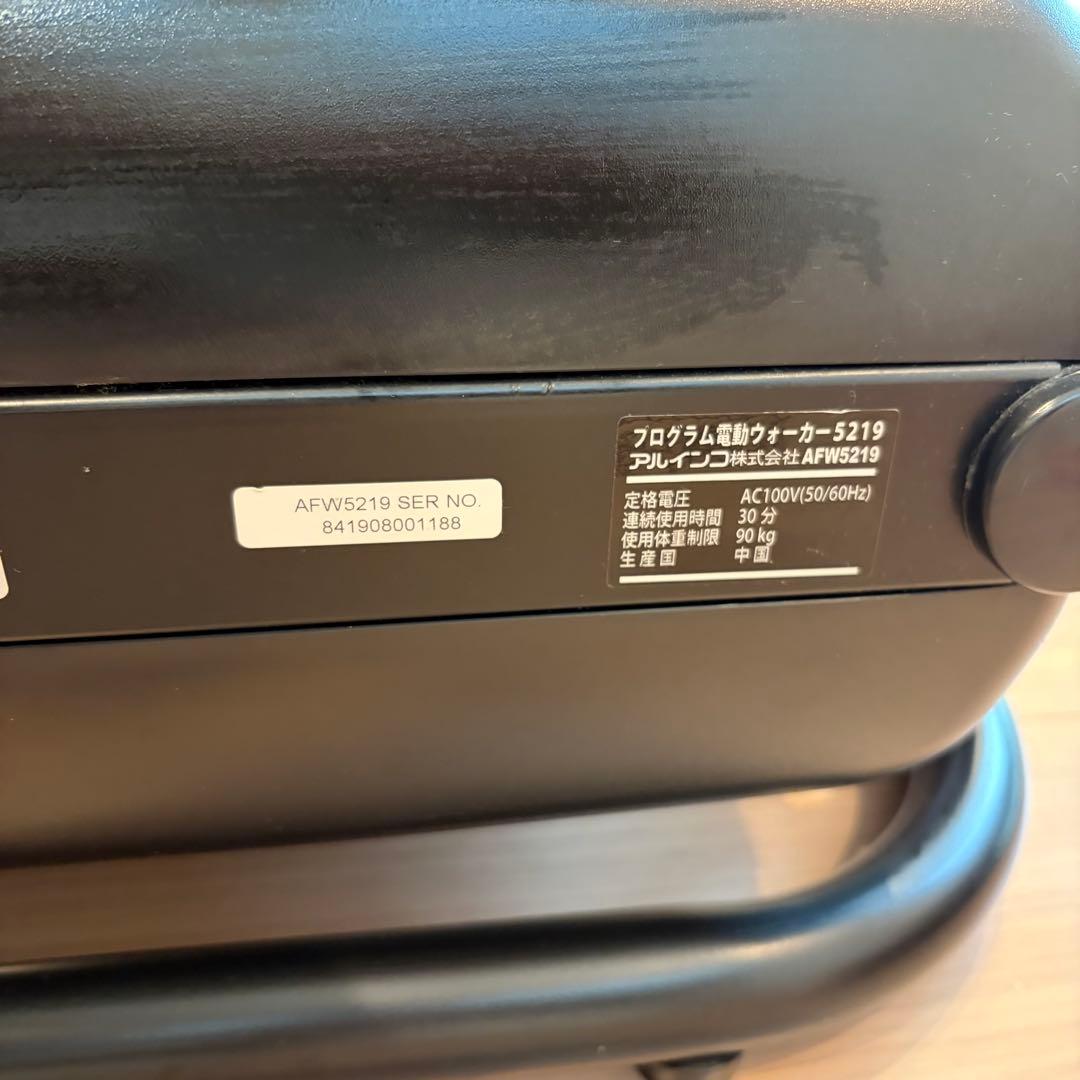 AFW5219 SER NO.
841908001188
プログラム電動ウォーカー5219
アルインコ株式会社 AFW5219
定格電圧 AC100V(50/60Hz)
連続使用時間 30分
使用体重制限 90kg
生産国 中国